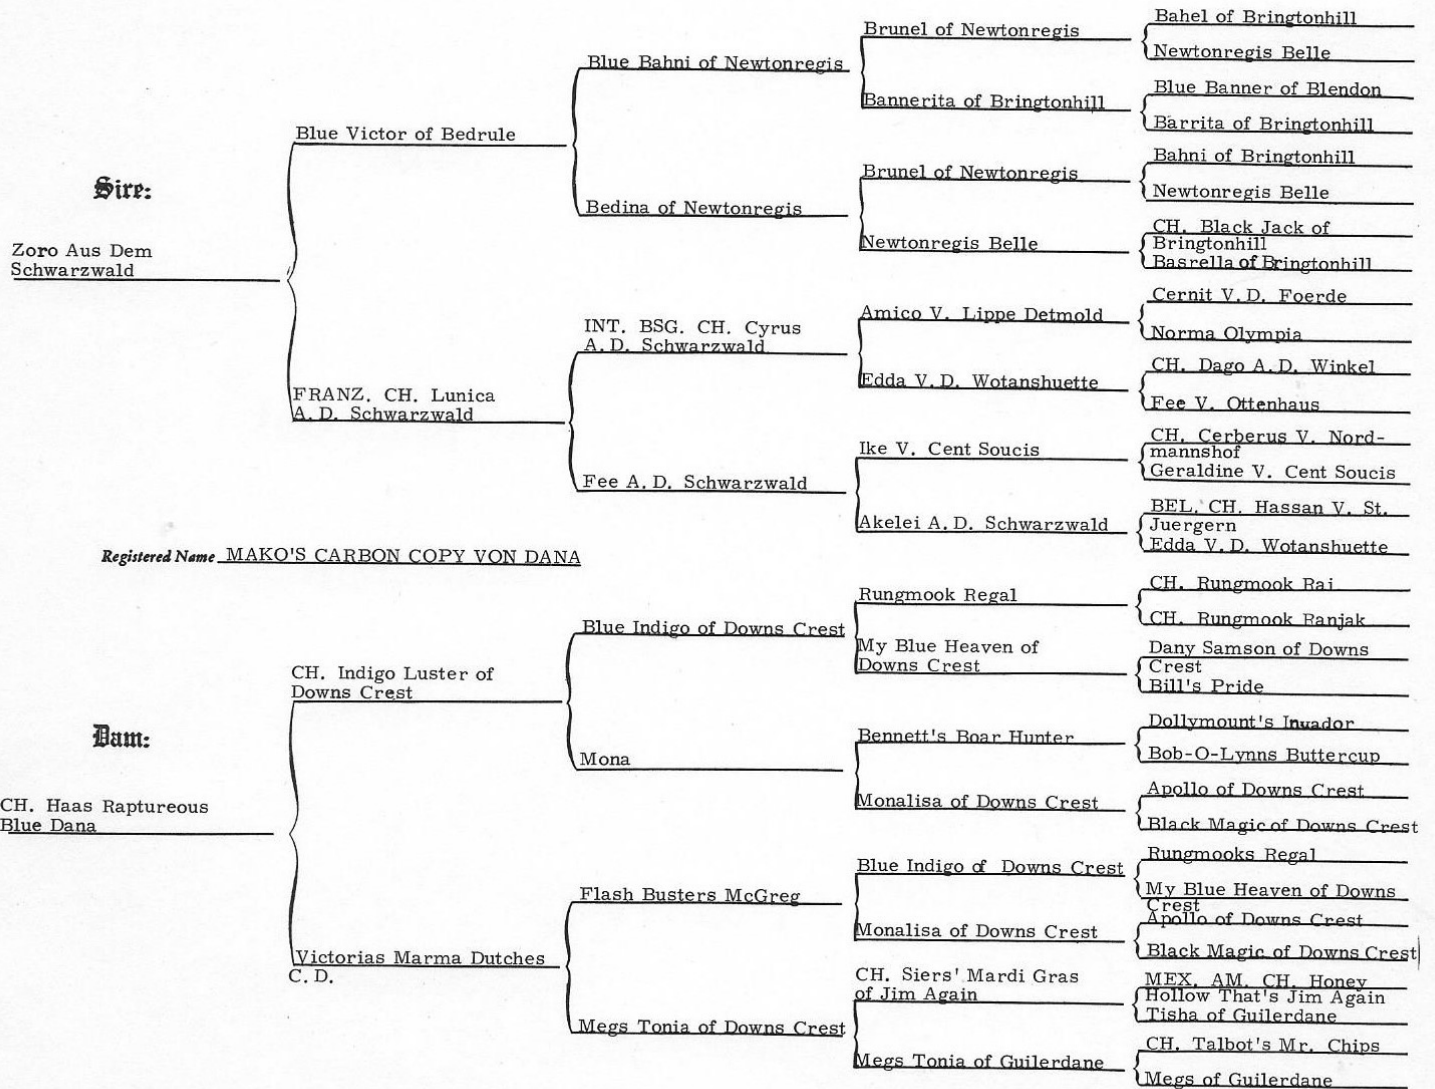 Sire:
Zoro Aus Dem
Schwarzwald
Blue Victor of Bedrule
FRANZ. CH. Lunica
A.D. Schwarzwald
Blue Bahni of Newtonregis
Bedina of Newtonregis
INT. BSG. CH. Cyrus
A.D. Schwarzwald
Fee A.D. Schwarzwald
Brunel of Newtonregis
Bannerita of Bringtonhill
Brunel of Newtonregis
Newtonregis Belle
Amico V. Lippe Detmold
Edda V.D. Wotanshuette
Ike V. Cent Soucis
Akelei A.D. Schwarzwald
Bahel of Bringtonhill
Newtonregis Belle
Blue Banner of Blendon
Barrita of Bringtonhill
Bahni of Bringtonhill
Newtonregis Belle
CH. Black Jack of
Bringtonhill
Basrella of Bringtonhill
Cernit V.D. Foerde
Norma Olympia
CH. Dago A.D. Winkel
Fee V. Ottenhaus
CH. Cerberus V. Nord-
mannshof
Geraldine V. Cent Soucis
BEL. CH. Hassan V. St.
Juergern
Edda V.D. Wotanshuette
Registered Name MAKO'S CARBON COPY VON DANA
Dam:
CH. Haas Raptureous
Blue Dana
CH. Indigo Luster of
Downs Crest
Victorias Marma Dutches
C.D.
Blue Indigo of Downs Crest
Mona
Flash Busters McGreg
Megs Tonia of Downs Crest
Rungmook Regal
My Blue Heaven of
Downs Crest
Bennett's Boar Hunter
Monalisa of Downs Crest
Blue Indigo of Downs Crest
Monalisa of Downs Crest
CH. Siers' Mardi Gras
of Jim Again
Megs Tonia of Guilerdane
CH. Rungmook Rai
CH. Rungmook Ranjak
Dany Samson of Downs
Crest
Bill's Pride
Dollymount's Invador
Bob-O-Lynns Buttercup
Apollo of Downs Crest
Black Magic of Downs Crest
Rungmooks Regal
My Blue Heaven of Downs
Crest
Apollo of Downs Crest
Black Magic of Downs Crest
MEX. AM. CH. Honey
Hollow That's Jim Again
Tisha of Guilerdane
CH. Talbot's Mr. Chips
Megs of Guilerdane